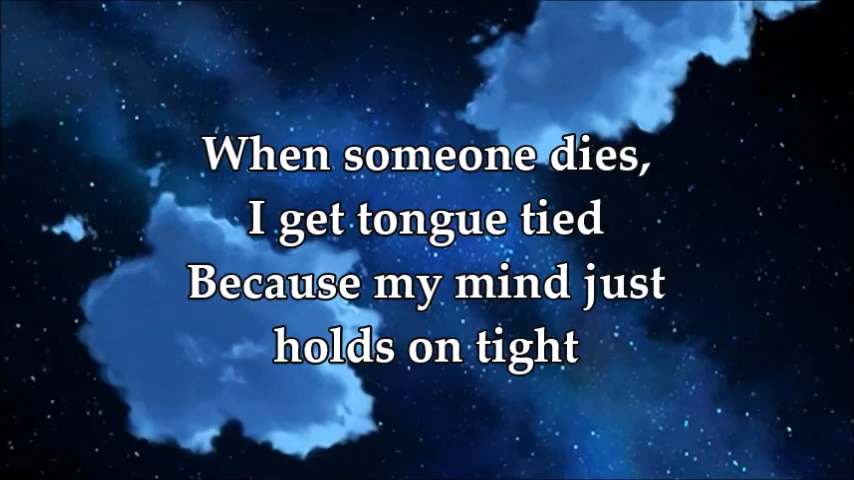 When someone dies,
I get tongue tied
Because my mind just
holds on tight